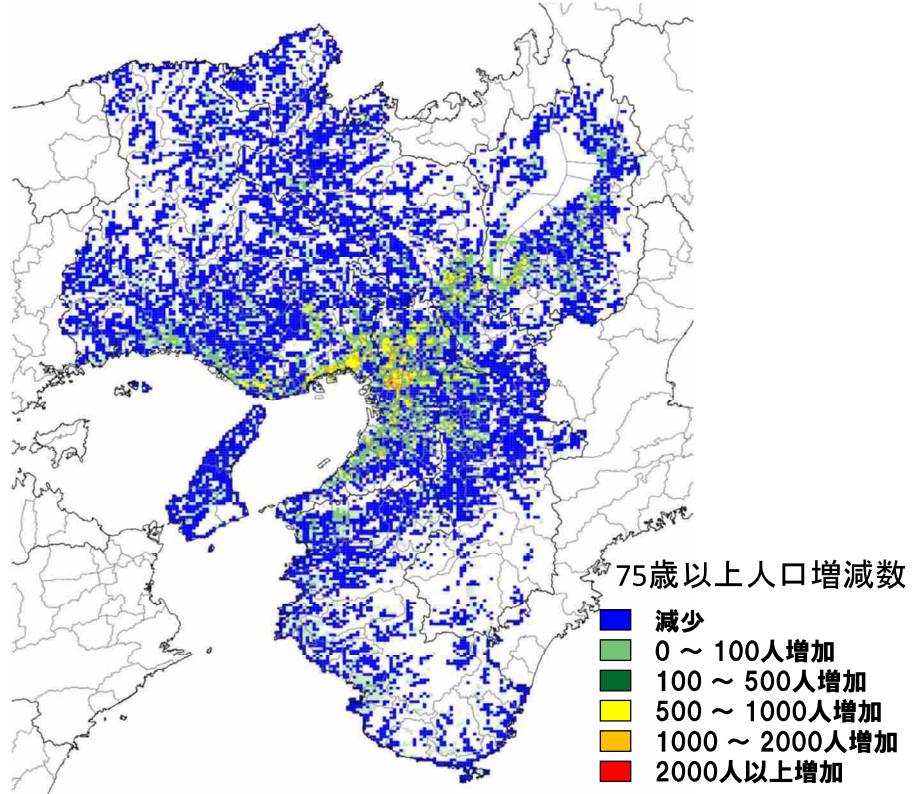 75歳以上人口増減数
減少
0 ～ 100人増加
100 ～ 500人増加
500 ～ 1000人増加
1000 ～ 2000人増加
2000人以上増加